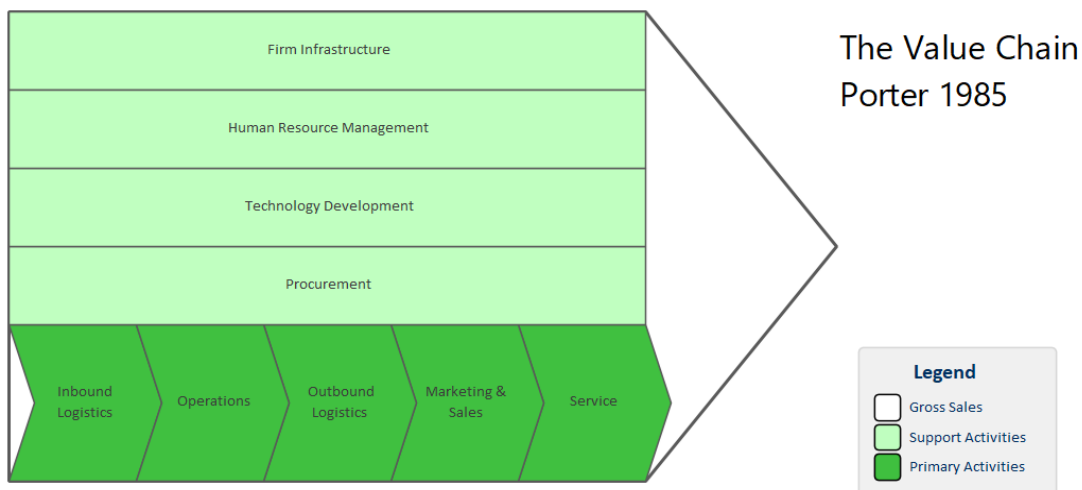 The Value Chain
Porter 1985
Firm Infrastructure
Human Resource Management
Technology Development
Procurement
Inbound
Logistics
Operations
Outbound
Logistics
Marketing &
Sales
Service
Legend
Gross Sales
Support Activities
Primary Activities